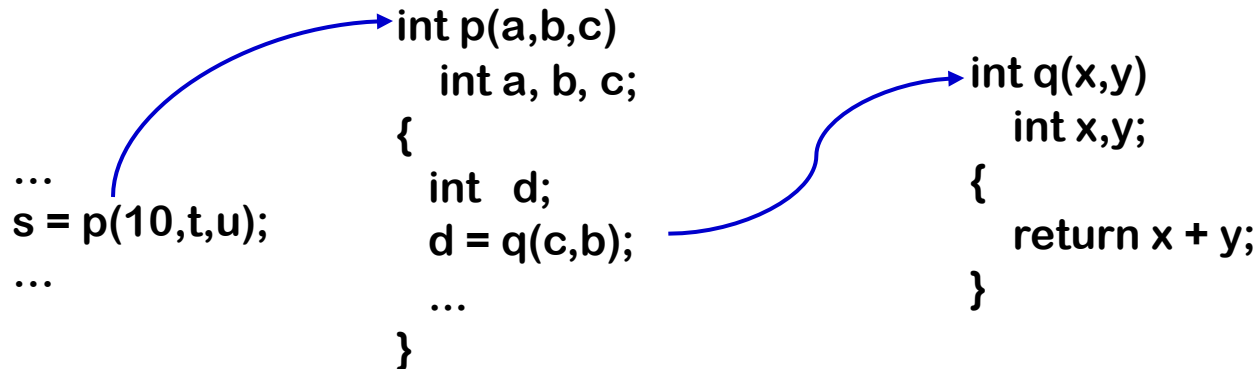 …
s = p(10,t,u);
…
int p(a,b,c)
int a, b, c;
{
int d;
d = q(c,b);
…
}
int q(x,y)
int x,y;
{
return x + y;
}